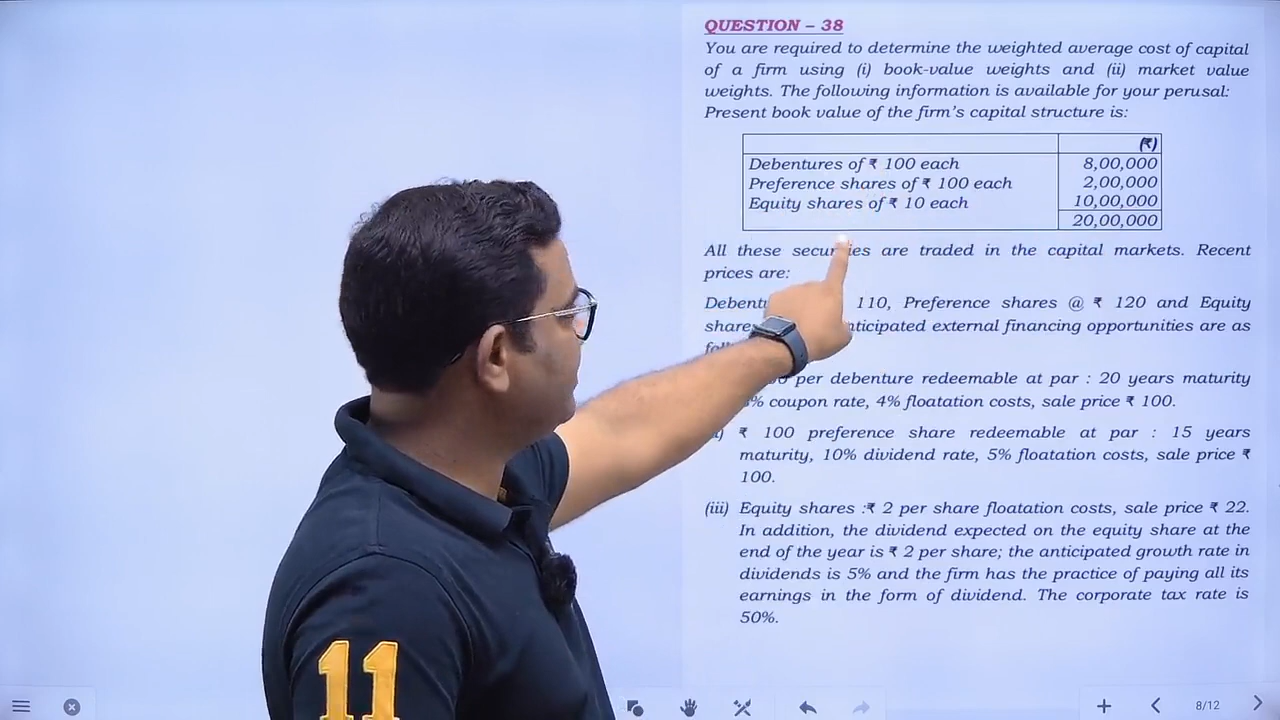 QUESTION – 38
You are required to determine the weighted average cost of capital
of a firm using (i) book-value weights and (ii) market value
weights. The following information is available for your perusal:
Present book value of the firm's capital structure is:
(₹)
Debentures of ₹ 100 each 8,00,000
Preference shares of ₹ 100 each 2,00,000
Equity shares of ₹ 10 each 10,00,000
20,00,000
All these securities are traded in the capital markets. Recent
prices are:
110, Preference shares @ ₹ 120 and Equity
anticipated external financing opportunities are as
per debenture redeemable at par : 20 years maturity
% coupon rate, 4% floatation costs, sale price ₹ 100.
₹ 100 preference share redeemable at par : 15 years
maturity, 10% dividend rate, 5% floatation costs, sale price ₹
100.
(iii) Equity shares :₹ 2 per share floatation costs, sale price ₹ 22.
In addition, the dividend expected on the equity share at the
end of the year is ₹ 2 per share; the anticipated growth rate in
dividends is 5% and the firm has the practice of paying all its
earnings in the form of dividend. The corporate tax rate is
50%.
11
8/12